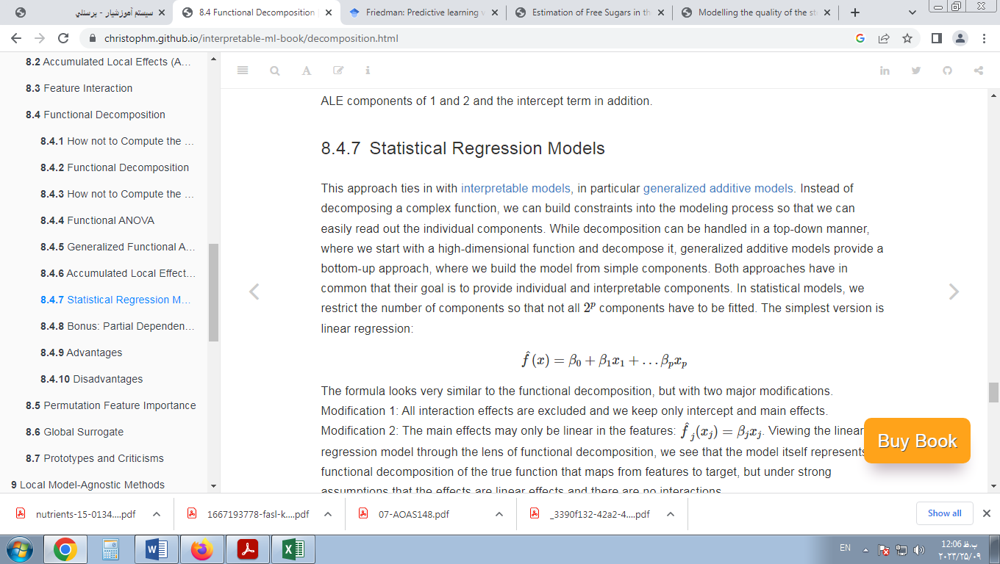 سیستم آموزشیار - پرسنلي
8.4 Functional Decomposition
Friedman: Predictive learning v
Estimation of Free Sugars in th
Modelling the quality of the st
christophm.github.io/interpretable-ml-book/decomposition.html
8.2 Accumulated Local Effects (A…
8.3 Feature Interaction
8.4 Functional Decomposition
8.4.1 How not to Compute the …
8.4.2 Functional Decomposition
8.4.3 How not to Compute the …
8.4.4 Functional ANOVA
8.4.5 Generalized Functional A…
8.4.6 Accumulated Local Effect…
8.4.7 Statistical Regression M…
8.4.8 Bonus: Partial Dependen…
8.4.9 Advantages
8.4.10 Disadvantages
8.5 Permutation Feature Importance
8.6 Global Surrogate
8.7 Prototypes and Criticisms
9 Local Model-Agnostic Methods
ALE components of 1 and 2 and the intercept term in addition.
8.4.7 Statistical Regression Models
This approach ties in with interpretable models, in particular generalized additive models. Instead of
decomposing a complex function, we can build constraints into the modeling process so that we can
easily read out the individual components. While decomposition can be handled in a top-down manner,
where we start with a high-dimensional function and decompose it, generalized additive models provide a
bottom-up approach, where we build the model from simple components. Both approaches have in
common that their goal is to provide individual and interpretable components. In statistical models, we
restrict the number of components so that not all 2^p components have to be fitted. The simplest version is
linear regression:
f̂(x) = β₀ + β₁x₁ + … βₚxₚ
The formula looks very similar to the functional decomposition, but with two major modifications.
Modification 1: All interaction effects are excluded and we keep only intercept and main effects.
Modification 2: The main effects may only be linear in the features: f̂ⱼ(xⱼ) = βⱼxⱼ. Viewing the linear
regression model through the lens of functional decomposition, we see that the model itself represents
functional decomposition of the true function that maps from features to target, but under strong
assumptions that the effects are linear effects and there are no interactions.
Buy Book
nutrients-15-0134....pdf
1667193778-fasl-k....pdf
07-AOAS148.pdf
_3390f132-42a2-4....pdf
Show all
EN
12:06 ب.ظ
۲۰۲۳/۲۵/۰۹